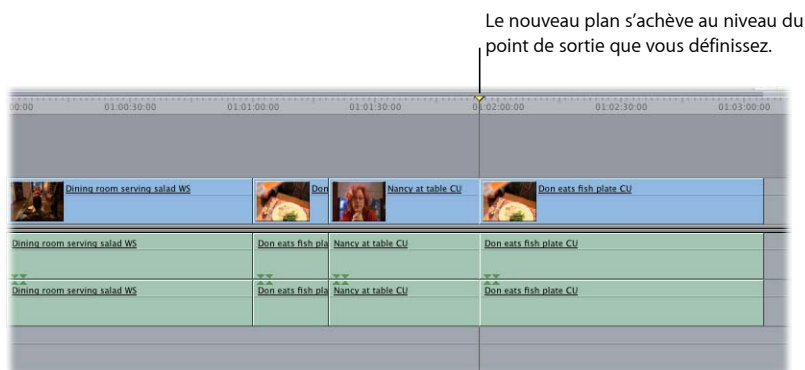 Le nouveau plan s’achève au niveau du
point de sortie que vous définissez.
00:00 01:00:30:00 01:01:00:00 01:01:30:00 01:02:00:00 01:02:30:00 01:03:00:00
Dining room serving salad WS Don Nancy at table CU Don eats fish plate CU
Dining room serving salad WS Don eats fish pla Nancy at table CU Don eats fish plate CU
Dining room serving salad WS Don eats fish pla Nancy at table CU Don eats fish plate CU